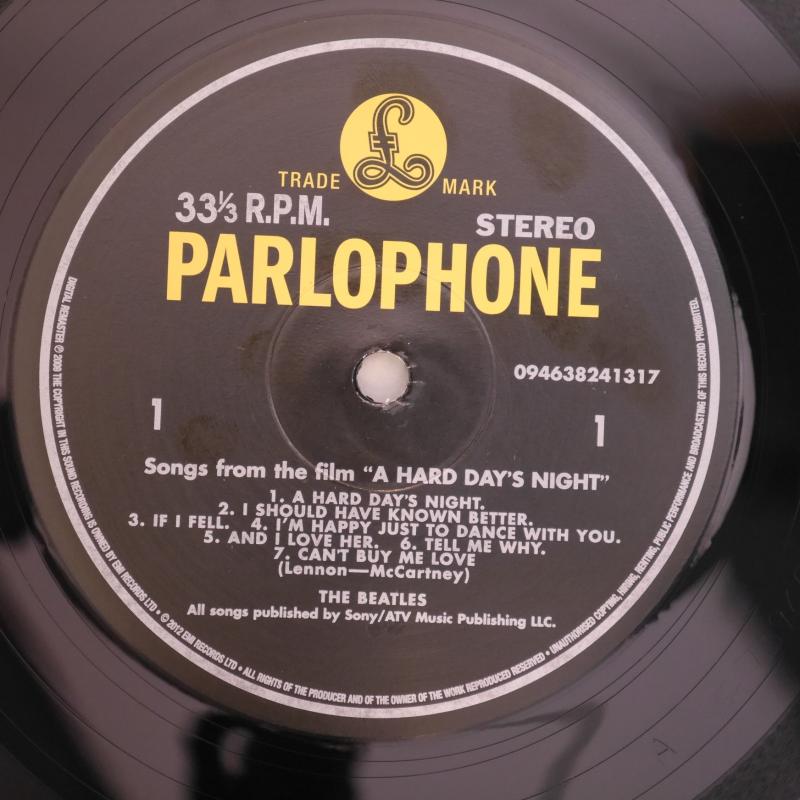 £
TRADE MARK
33⅓ R.P.M. STEREO
PARLOPHONE
094638241317
1 1
Songs from the film “A HARD DAY'S NIGHT”
1. A HARD DAY'S NIGHT.
2. I SHOULD HAVE KNOWN BETTER.
3. IF I FELL. 4. I'M HAPPY JUST TO DANCE WITH YOU.
5. AND I LOVE HER. 6. TELL ME WHY.
7. CAN'T BUY ME LOVE
(Lennon—McCartney)
THE BEATLES
All songs published by Sony/ATV Music Publishing LLC.
DIGITAL REMASTER ℗ 2009 THE COPYRIGHT IN THIS SOUND RECORDING IS OWNED BY EMI RECORDS LTD • © 2012 EMI RECORDS LTD • ALL RIGHTS OF THE PRODUCER AND OF THE OWNER OF THE WORK REPRODUCED RESERVED • UNAUTHORISED COPYING, HIRING, RENTING, PUBLIC PERFORMANCE AND BROADCASTING OF THIS RECORD PROHIBITED.